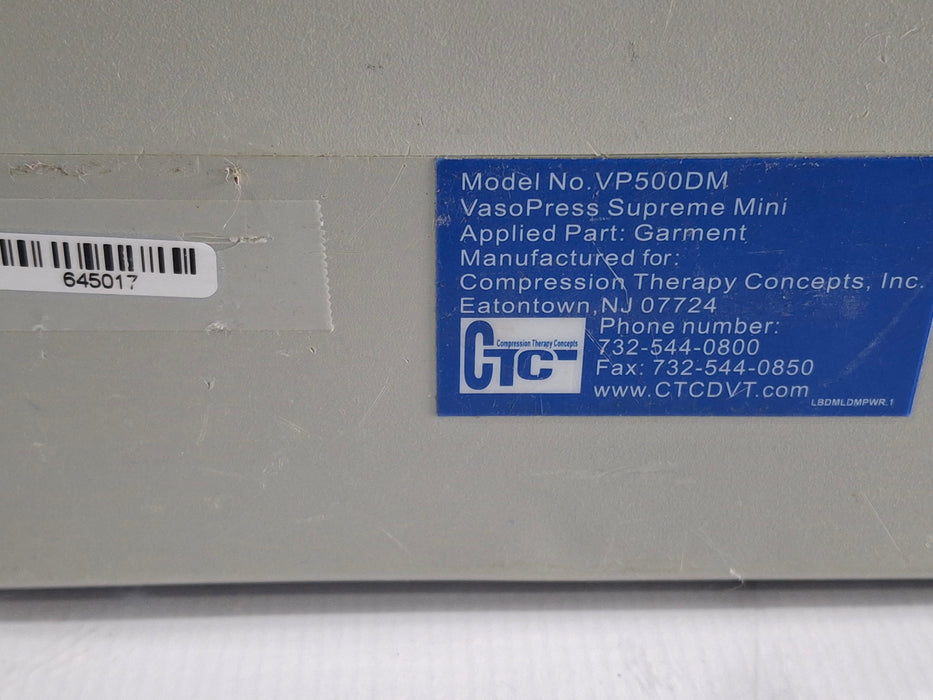 645017
Model No. VP500DM
VasoPress Supreme Mini
Applied Part: Garment
Manufactured for:
Compression Therapy Concepts, Inc.
Eatontown, NJ 07724
Compression Therapy Concepts
CTC
Phone number:
732-544-0800
Fax: 732-544-0850
www.CTCDVT.com
LBDMLDMPWR.1